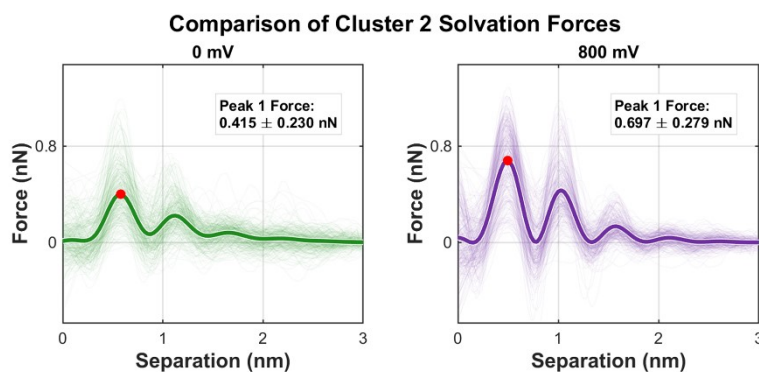 Comparison of Cluster 2 Solvation Forces
0 mV
Force (nN)
0.8
0
Peak 1 Force:
0.415 ± 0.230 nN
0 1 2 3
Separation (nm)
800 mV
Force (nN)
0.8
0
Peak 1 Force:
0.697 ± 0.279 nN
0 1 2 3
Separation (nm)